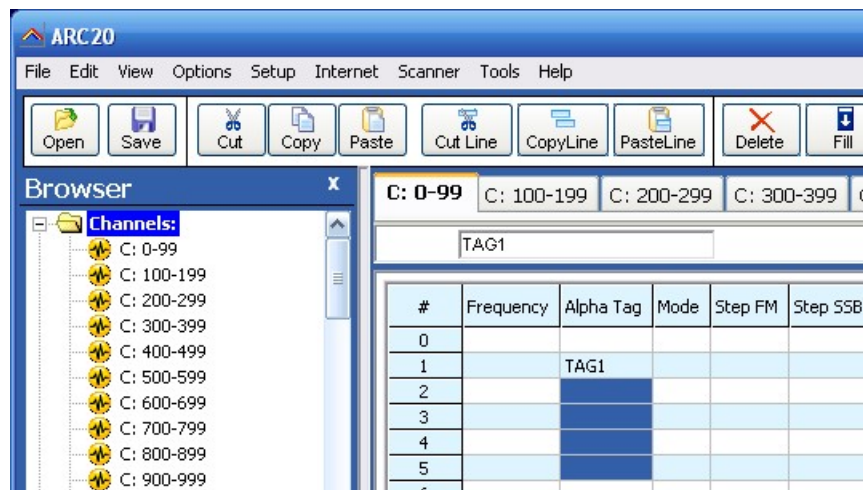 ARC20
File Edit View Options Setup Internet Scanner Tools Help
Open Save Cut Copy Paste Cut Line CopyLine PasteLine Delete Fill
Browser x
C: 0-99 C: 100-199 C: 200-299 C: 300-399
Channels:
TAG1
C: 0-99
C: 100-199
C: 200-299
C: 300-399
C: 400-499
C: 500-599
C: 600-699
C: 700-799
C: 800-899
C: 900-999
# Frequency Alpha Tag Mode Step FM Step SSB
0
1 TAG1
2
3
4
5